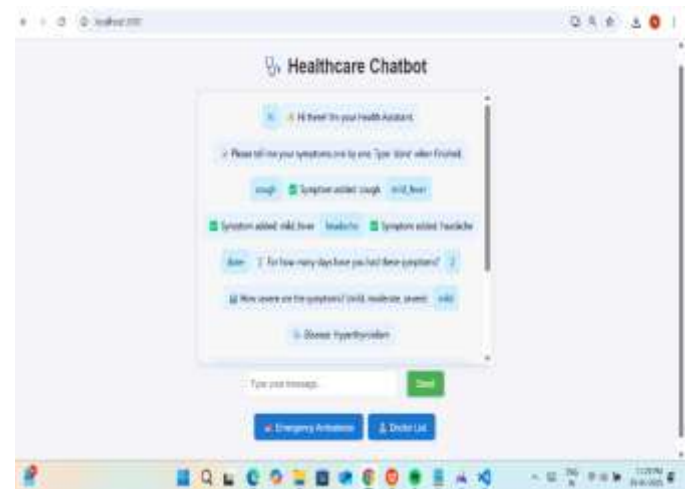 localhost
Healthcare Chatbot
Hi Hi there! I'm your Health Assistant.
Please tell me your symptoms one by one. Type 'done' when finished.
cough Symptom added: cough mild_fever
Symptom added: mild_fever headache Symptom added: headache
done For how many days have you had these symptoms? 2
How severe are the symptoms? (mild, moderate, severe) mild
Disease: Hyperthyroidism
Type your message...
Send
Emergency Ambulance Doctor List
ENG